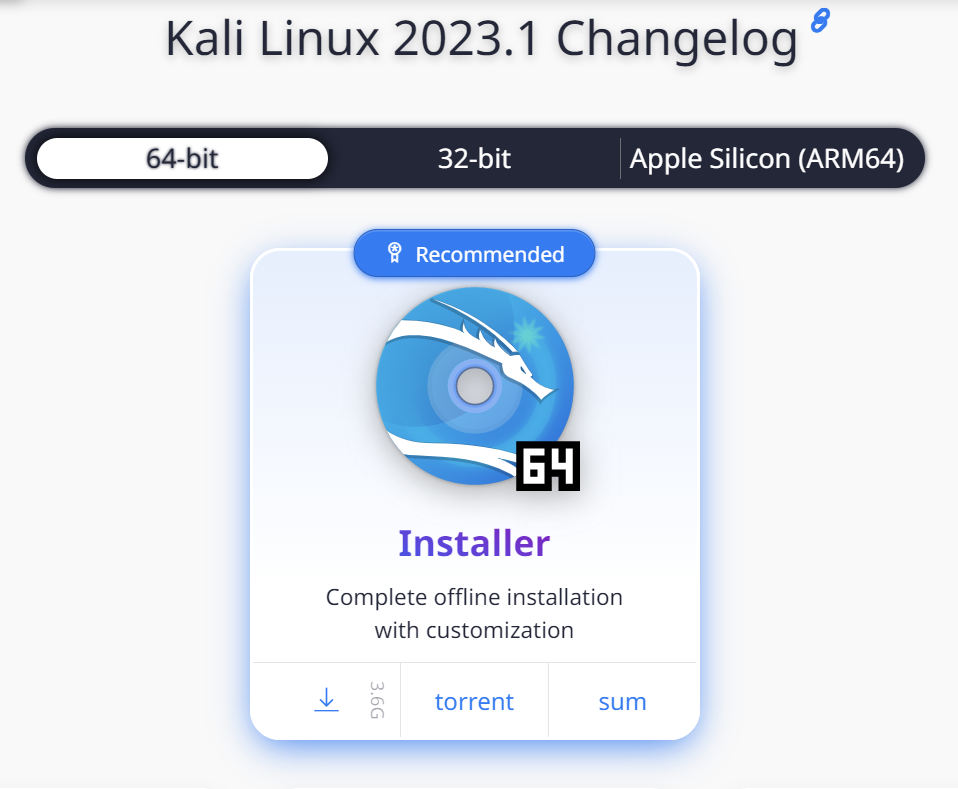 Kali Linux 2023.1 Changelog
64-bit
32-bit
Apple Silicon (ARM64)
Recommended
64
Installer
Complete offline installation
with customization
3.6G
torrent
sum